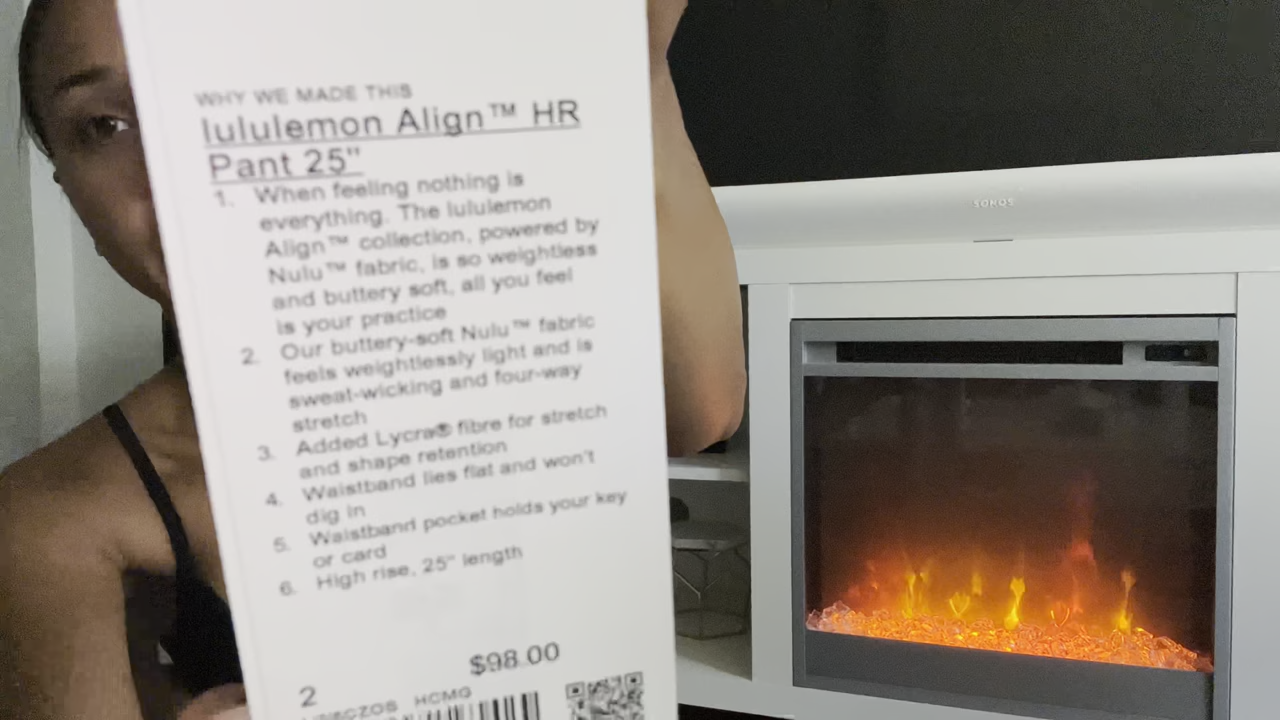 WHY WE MADE THIS
lululemon Align™ HR
Pant 25"
1. When feeling nothing is
everything. The lululemon
Align™ collection, powered by
Nulu™ fabric, is so weightless
and buttery soft, all you feel
is your practice
2. Our buttery-soft Nulu™ fabric
feels weightlessly light and is
sweat-wicking and four-way
stretch
3. Added Lycra® fibre for stretch
and shape retention
4. Waistband lies flat and won't
dig in
5. Waistband pocket holds your key
or card
6. High rise, 25" length
$98.00
2
HCMG
SONOS